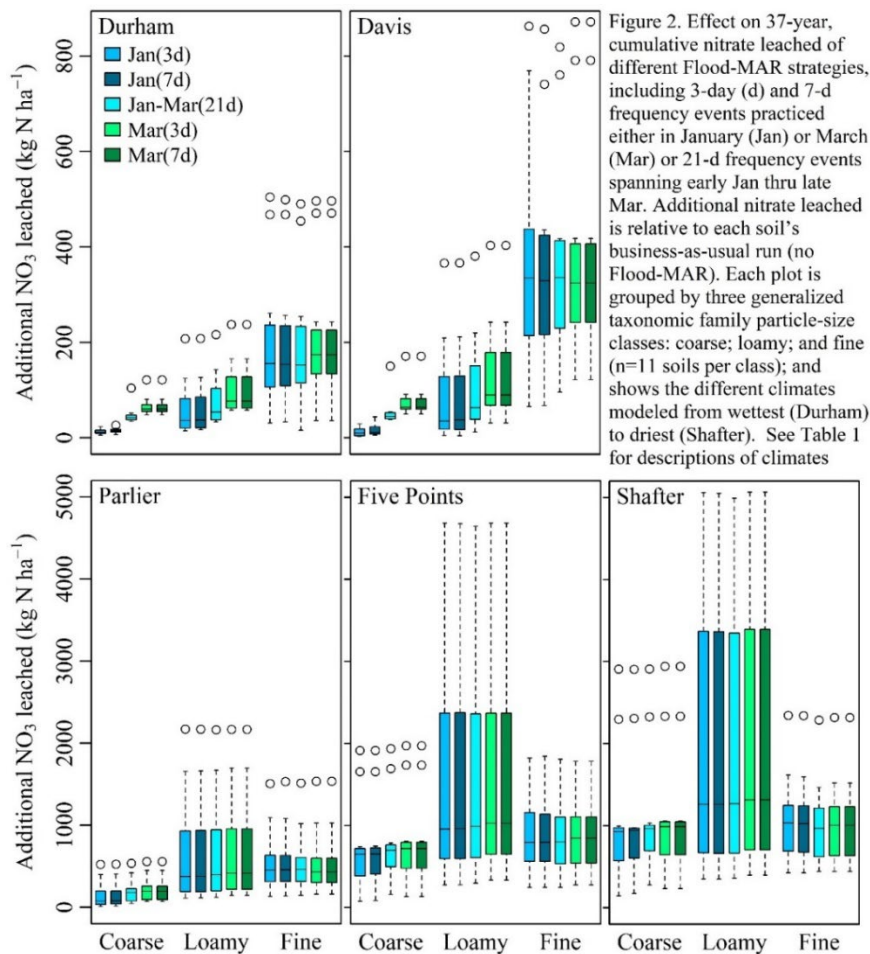 Durham
Jan(3d)
Jan(7d)
Jan-Mar(21d)
Mar(3d)
Mar(7d)
Additional NO₃ leached (kg N ha⁻¹)
800
600
400
200
0
Davis
Figure 2. Effect on 37-year,
cumulative nitrate leached of
different Flood-MAR strategies,
including 3-day (d) and 7-d
frequency events practiced
either in January (Jan) or March
(Mar) or 21-d frequency events
spanning early Jan thru late
Mar. Additional nitrate leached
is relative to each soil’s
business-as-usual run (no
Flood-MAR). Each plot is
grouped by three generalized
taxonomic family particle-size
classes: coarse; loamy; and fine
(n=11 soils per class); and
shows the different climates
modeled from wettest (Durham)
to driest (Shafter).  See Table 1
for descriptions of climates
Parlier
Additional NO₃ leached (kg N ha⁻¹)
5000
4000
3000
2000
1000
0
Coarse Loamy Fine
Five Points
Coarse Loamy Fine
Shafter
Coarse Loamy Fine